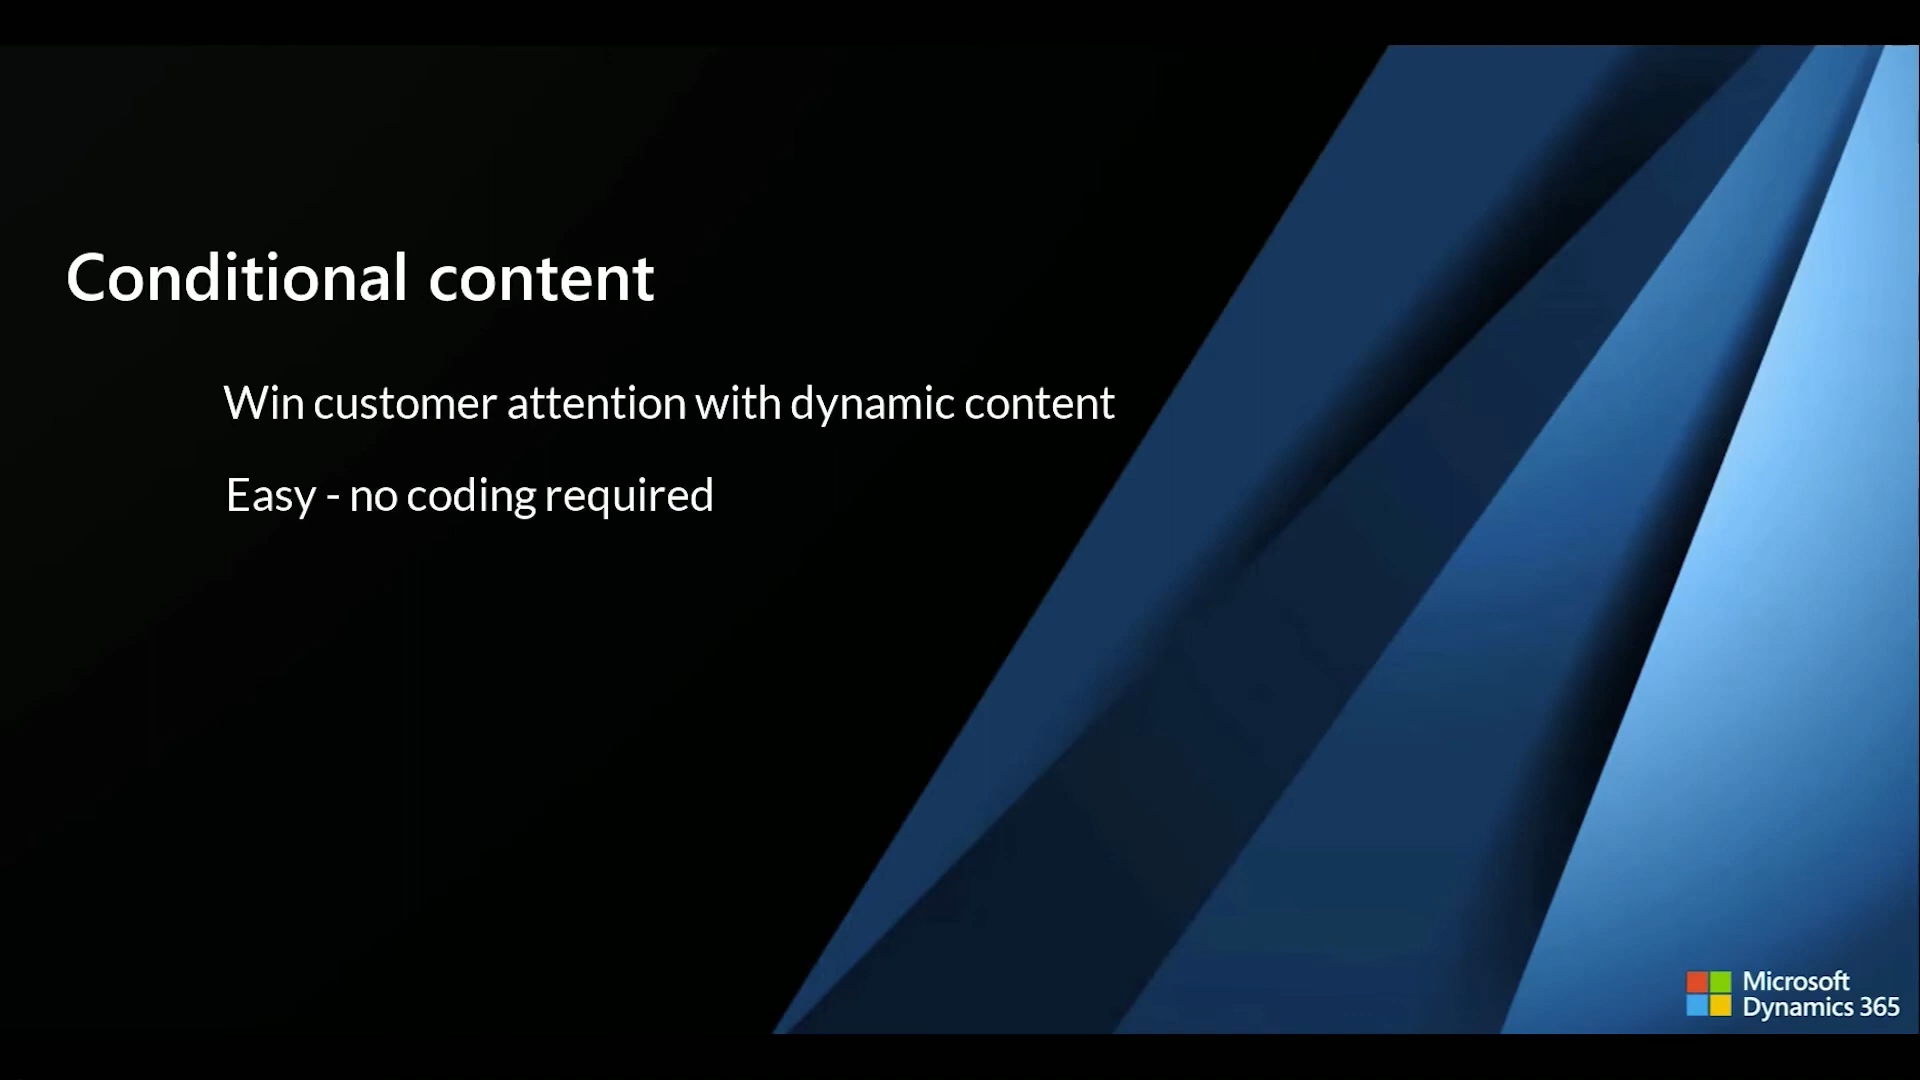 Conditional content
Win customer attention with dynamic content
Easy - no coding required
Microsoft
Dynamics 365